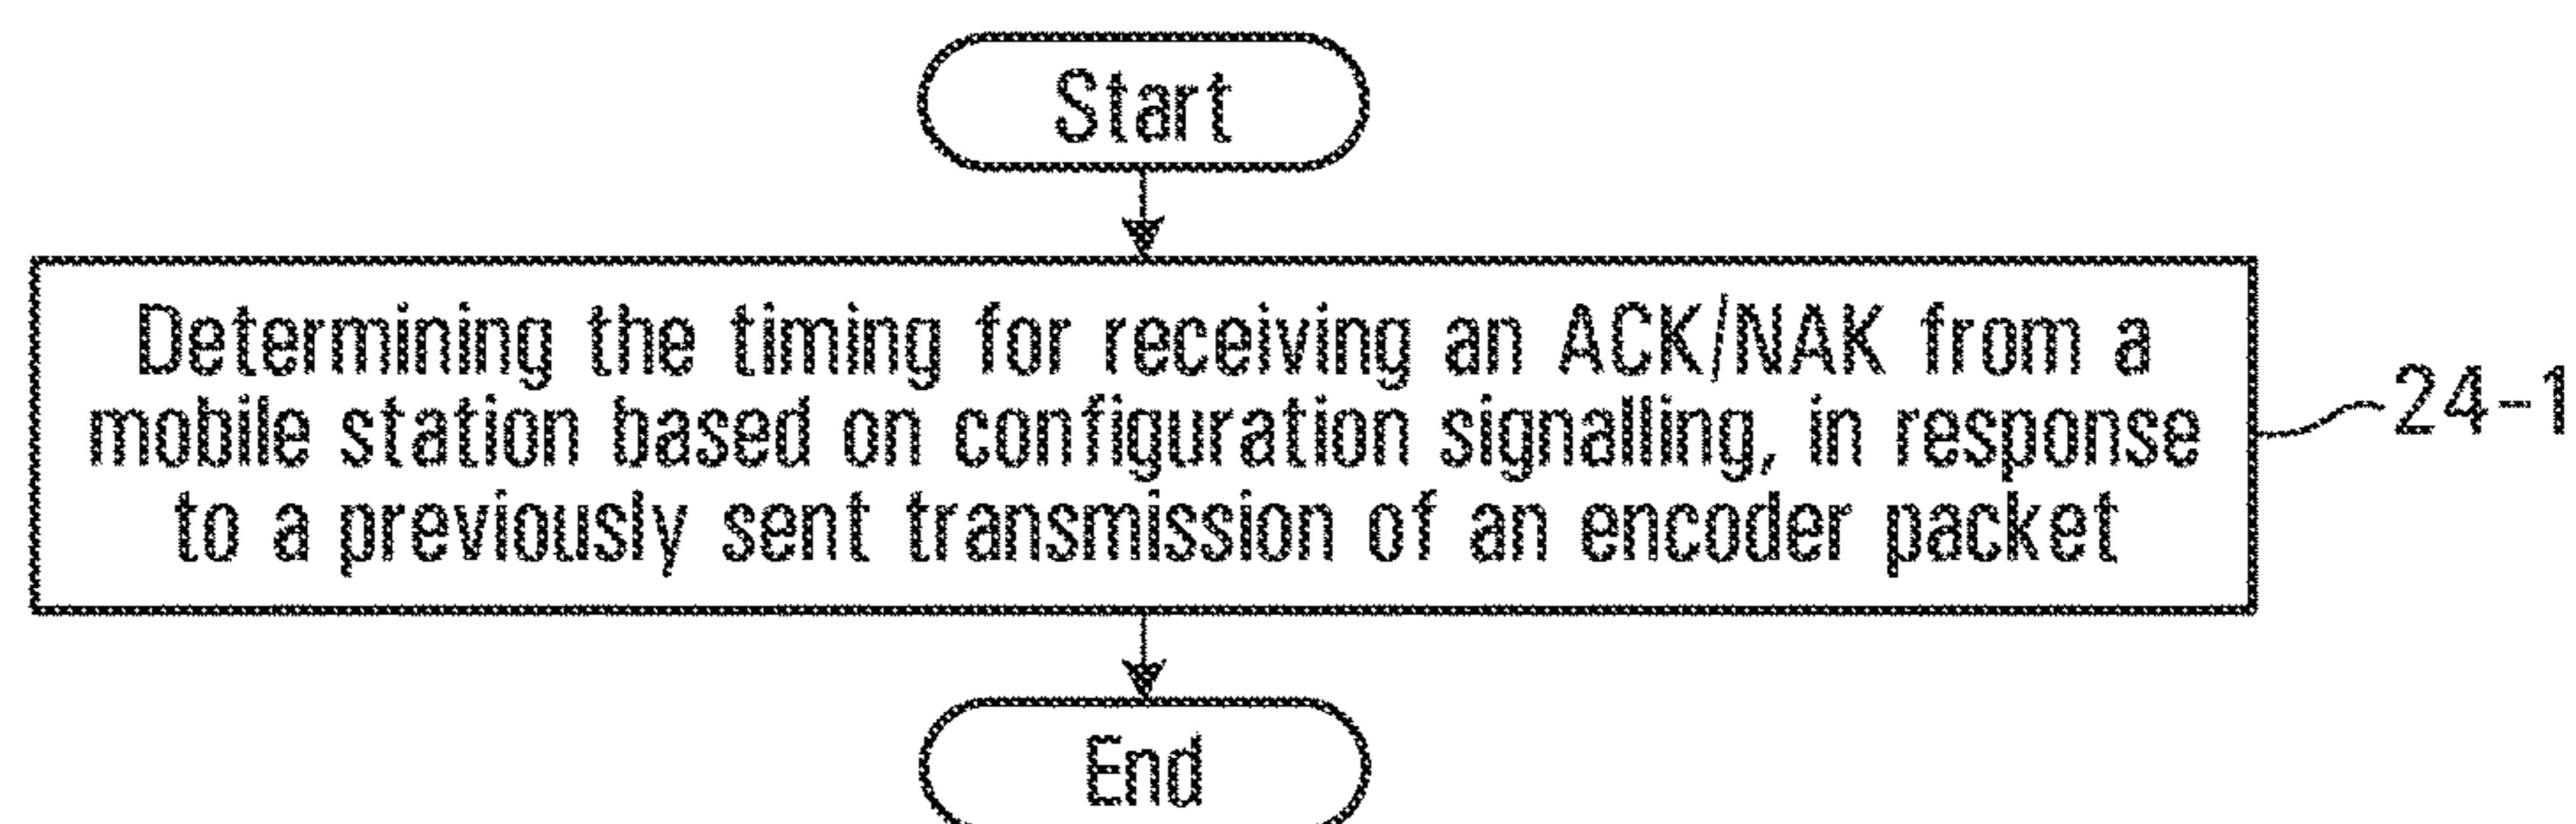 Start
Determining the timing for receiving an ACK/NAK from a
mobile station based on configuration signalling, in response
to a previously sent transmission of an encoder packet
24-1
End